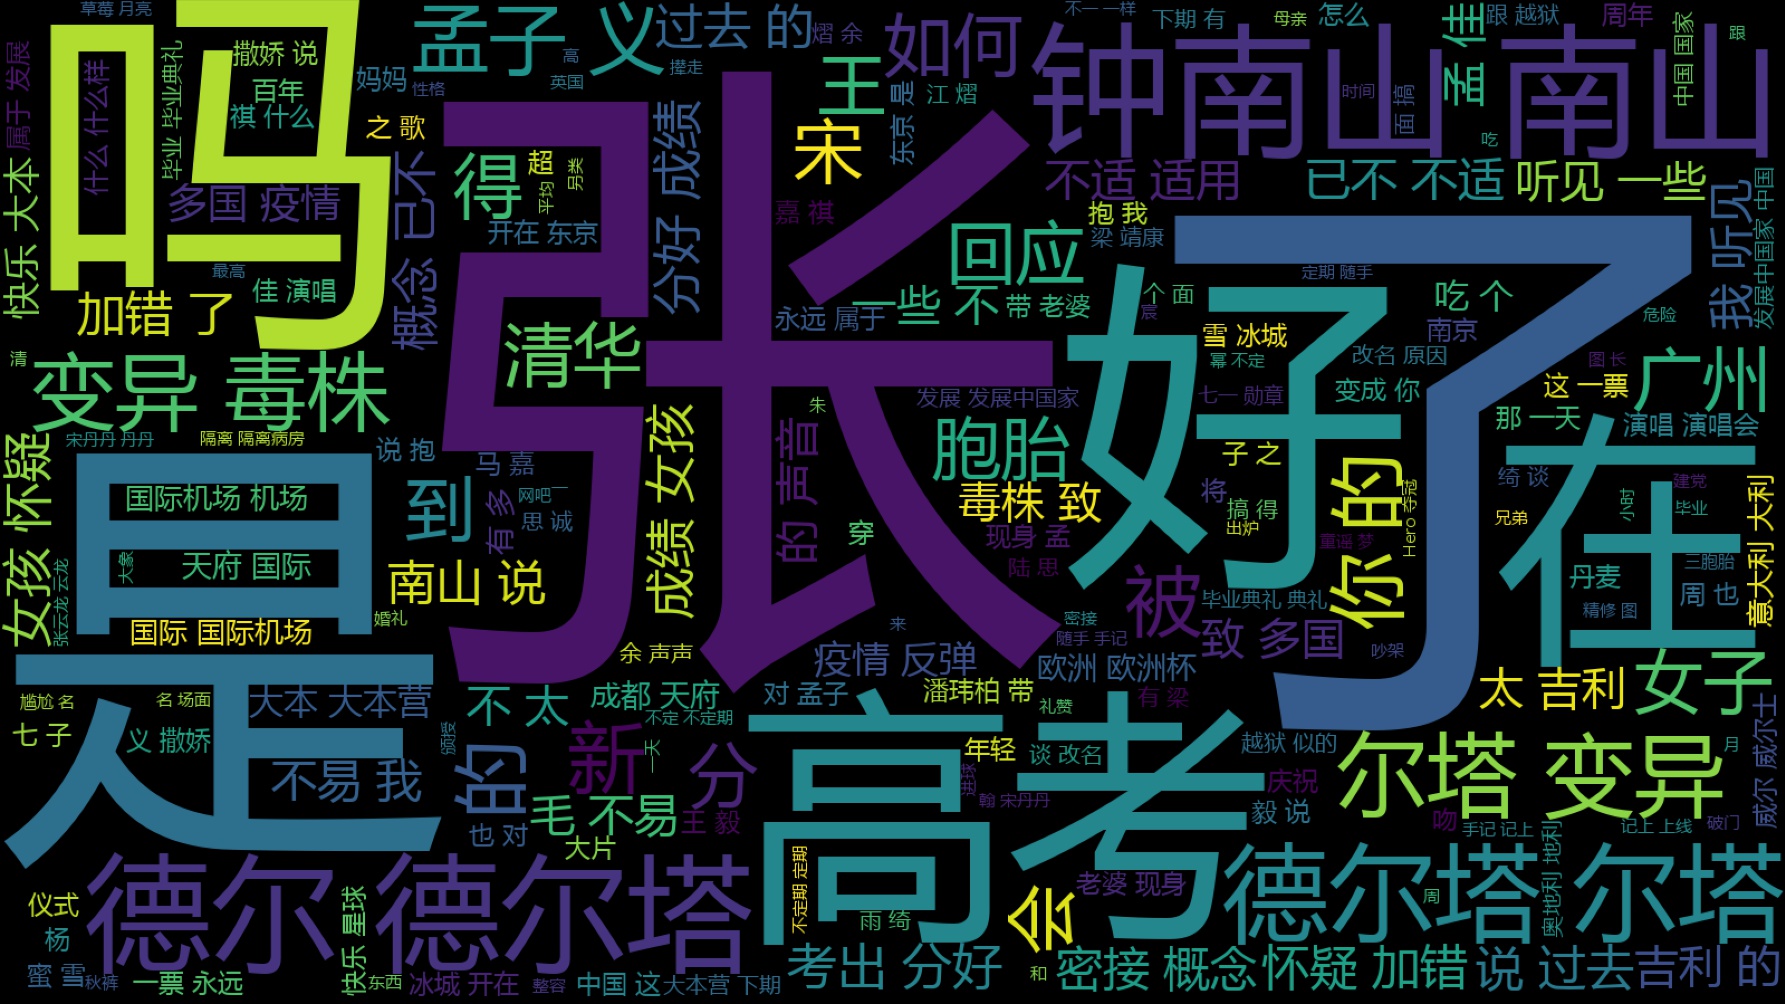 草莓 月亮
吗
撒娇 说
百年
祺 什么
什么 什么样
毕业 毕业典礼
属于 发展
快乐 大本
多国 疫情
最高
加错 了
佳 演唱
妈妈
性格
孟子 义
过去 的
高
英国
攆走
之 歌
概念 已不
得
超
平均
另类
开在 东京
分好 成绩
张
王
宋
熠 余
如何
东京 是
江 熠
嘉 祺
不一 一样
下期 有
母亲
怎么
孟 佳
跟 越狱
周年
中国 国家
跟
钟南山 南山
时间
面 搞
吃
不适 适用
已不 不适
听见 一些
我 听见
发展中国家 中国
抱 我
梁 靖康
回应
一些 不
带 老婆
永远 属于
个 面
宸
定期 随手
吃 个
南京
危险
雪 冰城
幂 不定
改名 原因
图 长
七一 勋章
变成 你
这 一票
广州
那 一天
演唱 演唱会
清
变异 毒株
宋丹丹 丹丹
隔离 隔离病房
清华
发展 发展中国家
朱
好
了
在
说 抱
马 嘉
网吧一
思 诚
有 多
到
女孩 怀疑
张云龙 云龙
国际机场 机场
大象
天府 国际
国际 国际机场
是
婚礼
南山 说
成绩 女孩
的 声音
穿
胞胎
毒株 致
现身 孟
陆 思
子 之
将
搞 得
出炉
童谣 梦
你 的
Hero 夺冠
绮 谈
兄弟
小时
建党
毕业
三胞胎
丹麦
周 也
精修 图
意大利 大利
被
毕业典礼 典礼
致 多国
吵架
密接
随手 手记
来
余 声声
疫情 反弹
欧洲 欧洲杯
太 吉利
女子
尴尬 名
名 场面
七 子
义 撒娇
大本 大本营
颁授
不易 我
不 太
成都 天府
不定 不定期
对 孟子
潘玮柏 带
礼赞
有 梁
的
新
一天
分
毛 不易
王 毅
也 对
大片
高考
年轻
谈 改名
进球
翰 宋丹丹
越狱 似的
庆祝
毅 说
吻
尔塔 变异
月
威尔 威尔士
手记 记上
记上 上线
破门
德尔 德尔塔
不定期 定期
雨 绮
会
老婆 现身
德尔塔 尔塔
周
奥地利 地利
仪式
杨
蜜 雪
秋裤
一票 永远
快乐 星球
东西
冰城 开在
整容
中国 这
大本营 下期
考出 分好
和
密接 概念
怀疑 加错
说 过去
吉利 的